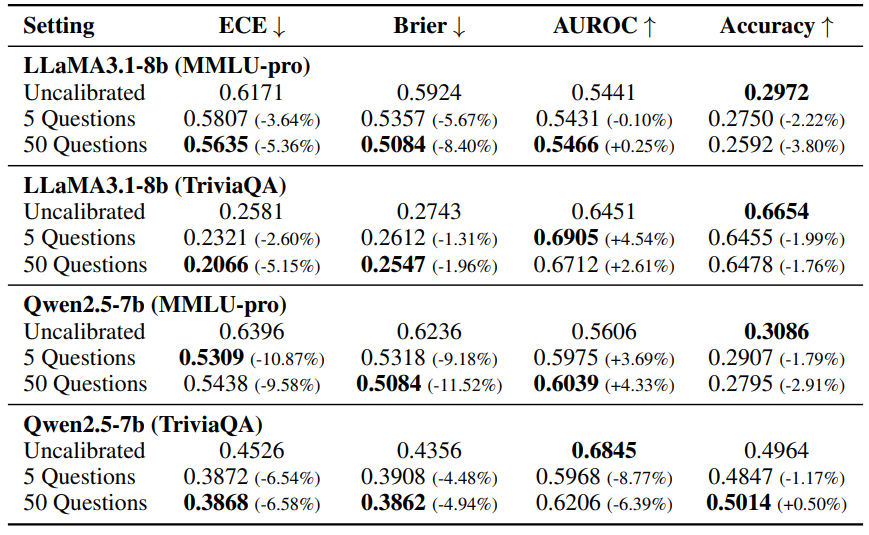 Setting ECE ↓ Brier ↓ AUROC ↑ Accuracy ↑
LLaMA3.1-8b (MMLU-pro)
Uncalibrated 0.6171 0.5924 0.5441 0.2972
5 Questions 0.5807 (-3.64%) 0.5357 (-5.67%) 0.5431 (-0.10%) 0.2750 (-2.22%)
50 Questions 0.5635 (-5.36%) 0.5084 (-8.40%) 0.5466 (+0.25%) 0.2592 (-3.80%)
LLaMA3.1-8b (TriviaQA)
Uncalibrated 0.2581 0.2743 0.6451 0.6654
5 Questions 0.2321 (-2.60%) 0.2612 (-1.31%) 0.6905 (+4.54%) 0.6455 (-1.99%)
50 Questions 0.2066 (-5.15%) 0.2547 (-1.96%) 0.6712 (+2.61%) 0.6478 (-1.76%)
Qwen2.5-7b (MMLU-pro)
Uncalibrated 0.6396 0.6236 0.5606 0.3086
5 Questions 0.5309 (-10.87%) 0.5318 (-9.18%) 0.5975 (+3.69%) 0.2907 (-1.79%)
50 Questions 0.5438 (-9.58%) 0.5084 (-11.52%) 0.6039 (+4.33%) 0.2795 (-2.91%)
Qwen2.5-7b (TriviaQA)
Uncalibrated 0.4526 0.4356 0.6845 0.4964
5 Questions 0.3872 (-6.54%) 0.3908 (-4.48%) 0.5968 (-8.77%) 0.4847 (-1.17%)
50 Questions 0.3868 (-6.58%) 0.3862 (-4.94%) 0.6206 (-6.39%) 0.5014 (+0.50%)